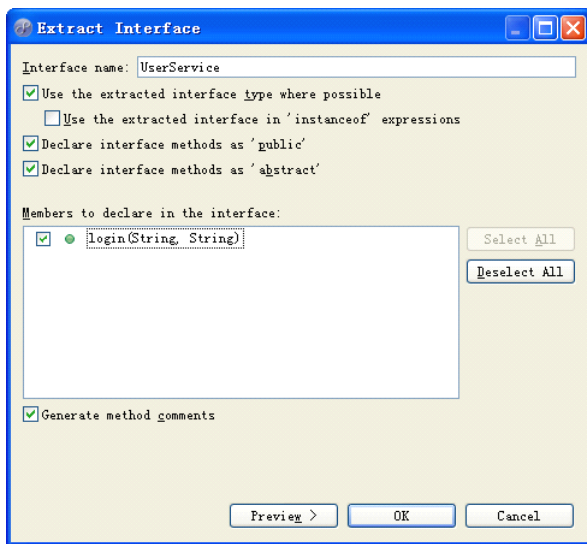 Extract Interface
Interface name: UserService
Use the extracted interface type where possible
Use the extracted interface in 'instanceof' expressions
Declare interface methods as 'public'
Declare interface methods as 'abstract'
Members to declare in the interface:
login(String, String)
Select All
Deselect All
Generate method comments
Preview >
OK
Cancel